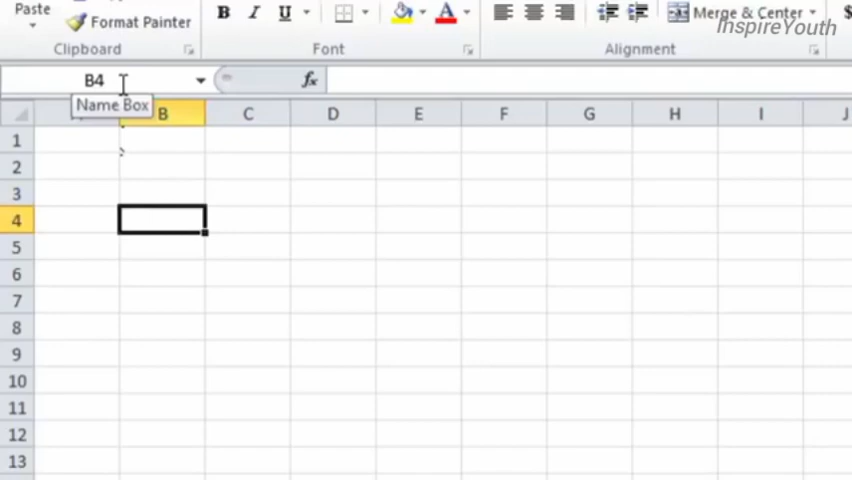 InspireYouth
Paste
Format Painter
B I U
A
Merge & Center
$
Clipboard
Font
Alignment
B4
fx
Name Box
B C D E F G H I J
1
2
3
4
5
6
7
8
9
10
11
12
13